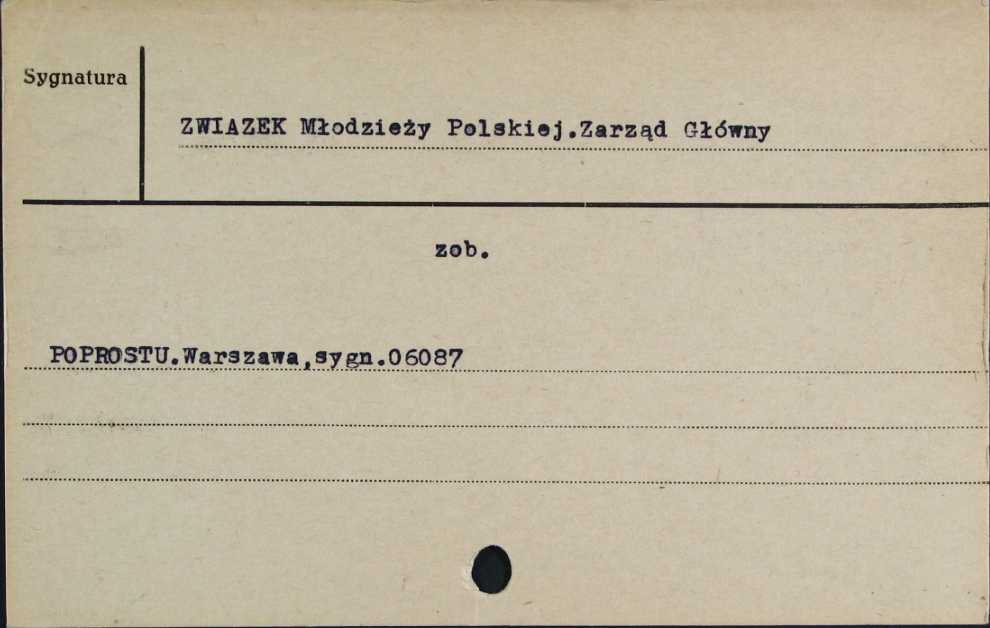 Sygnatura
ZWIAZEK Młodzieży Polskiej.Zarząd Główny
zob.
POPROSTU.Warszawa,sygn.06087